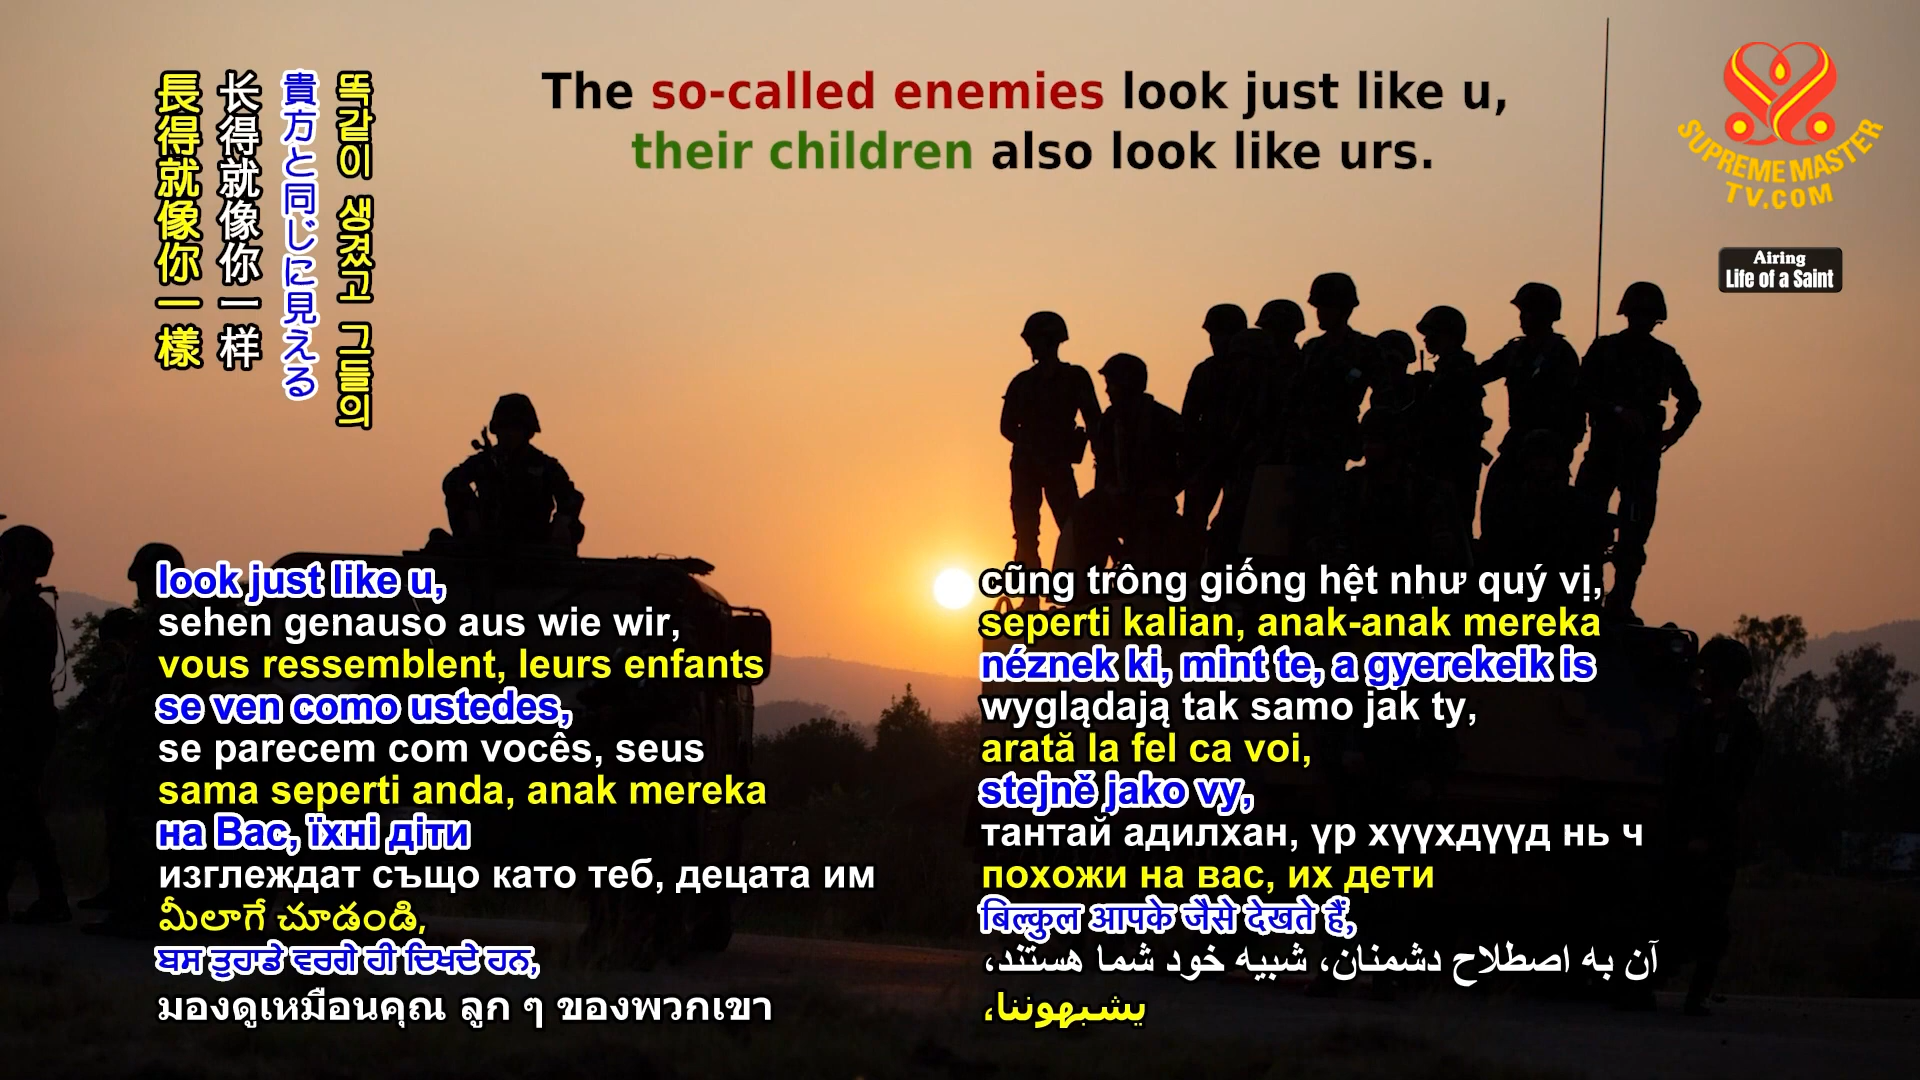 The so-called enemies look just like u,
their children also look like urs.
SUPREME MASTER
TV.COM
Airing
Life of a Saint
長得就像你一樣
长得就像你一样
貴方と同じに見える
똑같이 생겼고 그들의
look just like u,
sehen genauso aus wie wir,
vous ressemblent, leurs enfants
se ven como ustedes,
se parecem com vocês, seus
sama seperti anda, anak mereka
на Вас, їхні діти
изглеждат също като теб, децата им
మీలాగే చూడండి,
ਬਸ ਤੁਹਾਡੇ ਵਰਗੇ ਹੀ ਦਿਖਦੇ ਹਨ,
มองดูเหมือนคุณ ลูก ๆ ของพวกเขา
cũng trông giống hệt như quý vị,
seperti kalian, anak-anak mereka
néznek ki, mint te, a gyerekeik is
wyglądają tak samo jak ty,
arată la fel ca voi,
stejně jako vy,
тантай адилхан, үр хүүхдүүд нь ч
похожи на вас, их дети
बिल्कुल आपके जैसे देखते हैं,
آن به اصطلاح دشمنان، شبیه خود شما هستند،
يشبهوننا،